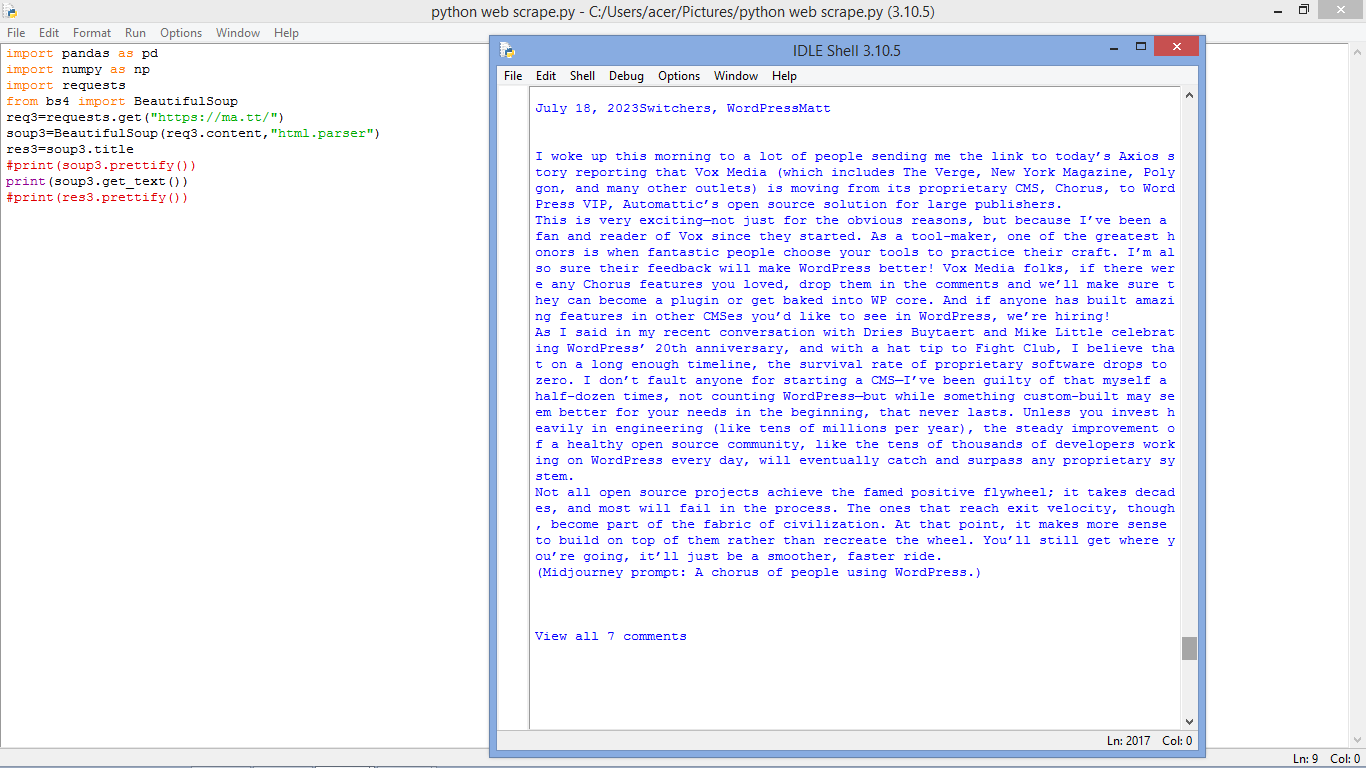 python web scrape.py - C:/Users/acer/Pictures/python web scrape.py (3.10.5)
File Edit Format Run Options Window Help
import pandas as pd
import numpy as np
import requests
from bs4 import BeautifulSoup
req3=requests.get("https://ma.tt/")
soup3=BeautifulSoup(req3.content,"html.parser")
res3=soup3.title
#print(soup3.prettify())
print(soup3.get_text())
#print(res3.prettify())
IDLE Shell 3.10.5
File Edit Shell Debug Options Window Help
July 18, 2023Switchers, WordPressMatt
I woke up this morning to a lot of people sending me the link to today’s Axios s
tory reporting that Vox Media (which includes The Verge, New York Magazine, Poly
gon, and many other outlets) is moving from its proprietary CMS, Chorus, to Word
Press VIP, Automattic’s open source solution for large publishers.
This is very exciting—not just for the obvious reasons, but because I’ve been a
fan and reader of Vox since they started. As a tool-maker, one of the greatest h
onors is when fantastic people choose your tools to practice their craft. I’m al
so sure their feedback will make WordPress better! Vox Media folks, if there wer
e any Chorus features you loved, drop them in the comments and we’ll make sure t
hey can become a plugin or get baked into WP core. And if anyone has built amazi
ng features in other CMSes you’d like to see in WordPress, we’re hiring!
As I said in my recent conversation with Dries Buytaert and Mike Little celebrat
ing WordPress’ 20th anniversary, and with a hat tip to Fight Club, I believe tha
t on a long enough timeline, the survival rate of proprietary software drops to
zero. I don’t fault anyone for starting a CMS—I’ve been guilty of that myself a
half-dozen times, not counting WordPress—but while something custom-built may se
em better for your needs in the beginning, that never lasts. Unless you invest h
eavily in engineering (like tens of millions per year), the steady improvement o
f a healthy open source community, like the tens of thousands of developers work
ing on WordPress every day, will eventually catch and surpass any proprietary sy
stem.
Not all open source projects achieve the famed positive flywheel; it takes decad
es, and most will fail in the process. The ones that reach exit velocity, though
, become part of the fabric of civilization. At that point, it makes more sense
to build on top of them rather than recreate the wheel. You’ll still get where y
ou’re going, it’ll just be a smoother, faster ride.
(Midjourney prompt: A chorus of people using WordPress.)
View all 7 comments
Ln: 2017 Col: 0
Ln: 9 Col: 0